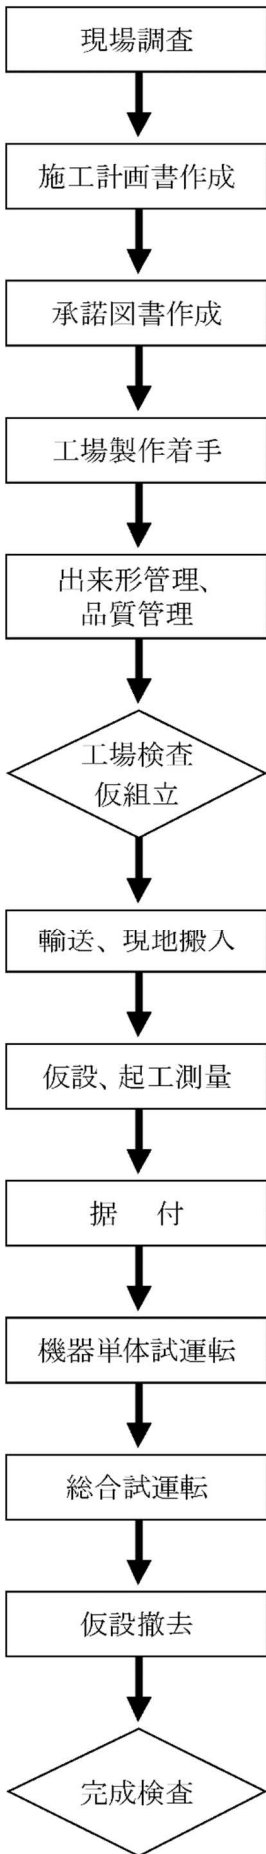 現場調査
施工計画書作成
承諾図書作成
工場製作着手
出来形管理、
品質管理
工場検査
仮組立
輸送、現地搬入
仮設、起工測量
据　付
機器単体試運転
総合試運転
仮設撤去
完成検査